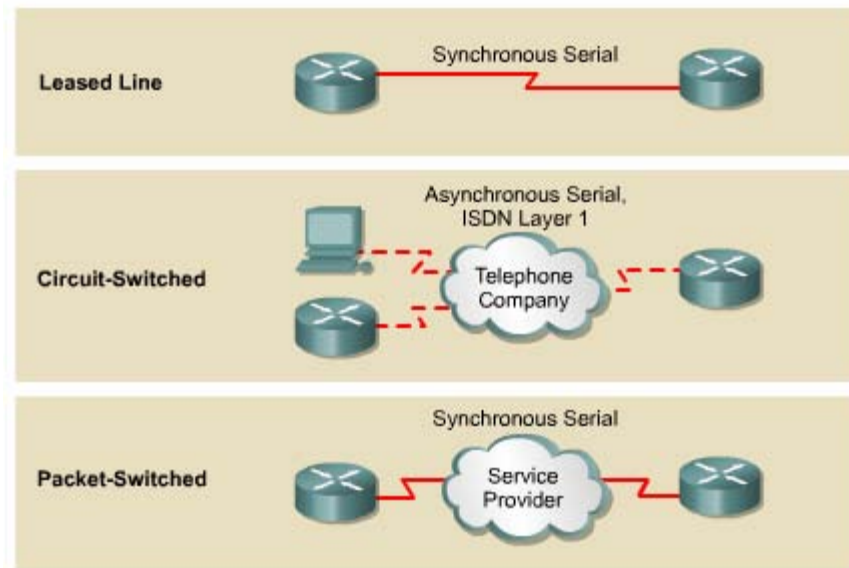 Synchronous Serial
Leased Line
Asynchronous Serial,
ISDN Layer 1
Circuit-Switched
Telephone
Company
Synchronous Serial
Packet-Switched
Service
Provider